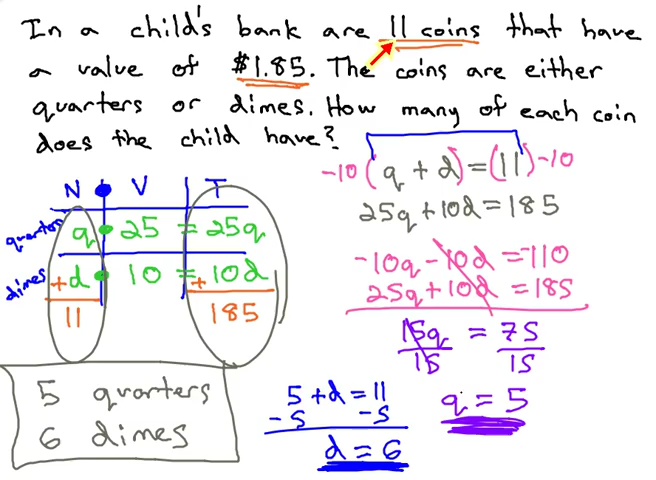 In a child's bank are 11 coins that have
a value of $1.85. The coins are either
quarters or dimes. How many of each coin
does the child have?
-10(q + d) = (11)-10
25q + 10d = 185
N • V T
quarters q • 25 = 25q
dimes +d • 10 = +10d
11 185
-10q - 10d = -110
25q + 10d = 185
15q = 75
15 15
q = 5
5 + d = 11
-5 -5
d = 6
5 quarters
6 dimes